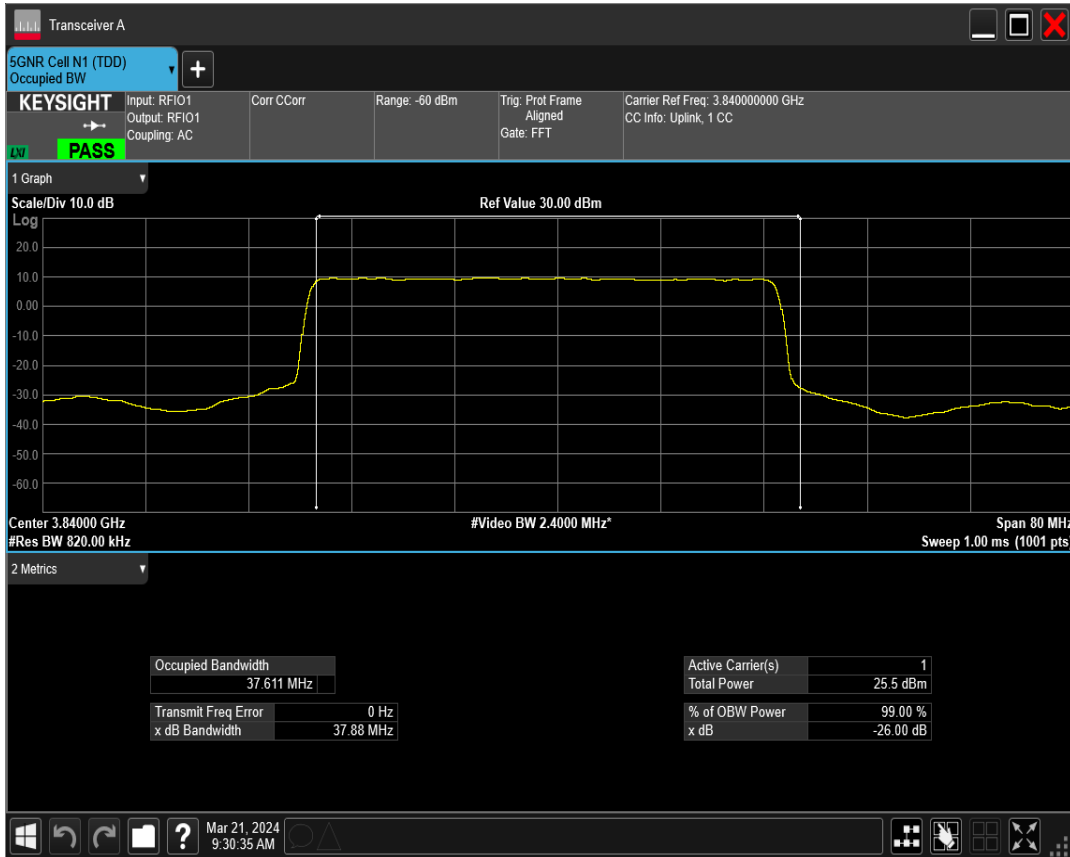 Transceiver A
5GNR Cell N1 (TDD)
Occupied BW
KEYSIGHT
LXI
PASS
Input: RFIO1
Output: RFIO1
Coupling: AC
Corr CCorr
Range: -60 dBm
Trig: Prot Frame
Aligned
Gate: FFT
Carrier Ref Freq: 3.840000000 GHz
CC Info: Uplink, 1 CC
1 Graph
Scale/Div 10.0 dB
Ref Value 30.00 dBm
Log
20.0
10.0
0.00
-10.0
-20.0
-30.0
-40.0
-50.0
-60.0
Center 3.84000 GHz
#Video BW 2.4000 MHz*
Span 80 MHz
#Res BW 820.00 kHz
Sweep 1.00 ms (1001 pts)
2 Metrics
Occupied Bandwidth
37.611 MHz
Transmit Freq Error 0 Hz
x dB Bandwidth 37.88 MHz
Active Carrier(s) 1
Total Power 25.5 dBm
% of OBW Power 99.00 %
x dB -26.00 dB
?
Mar 21, 2024
9:30:35 AM